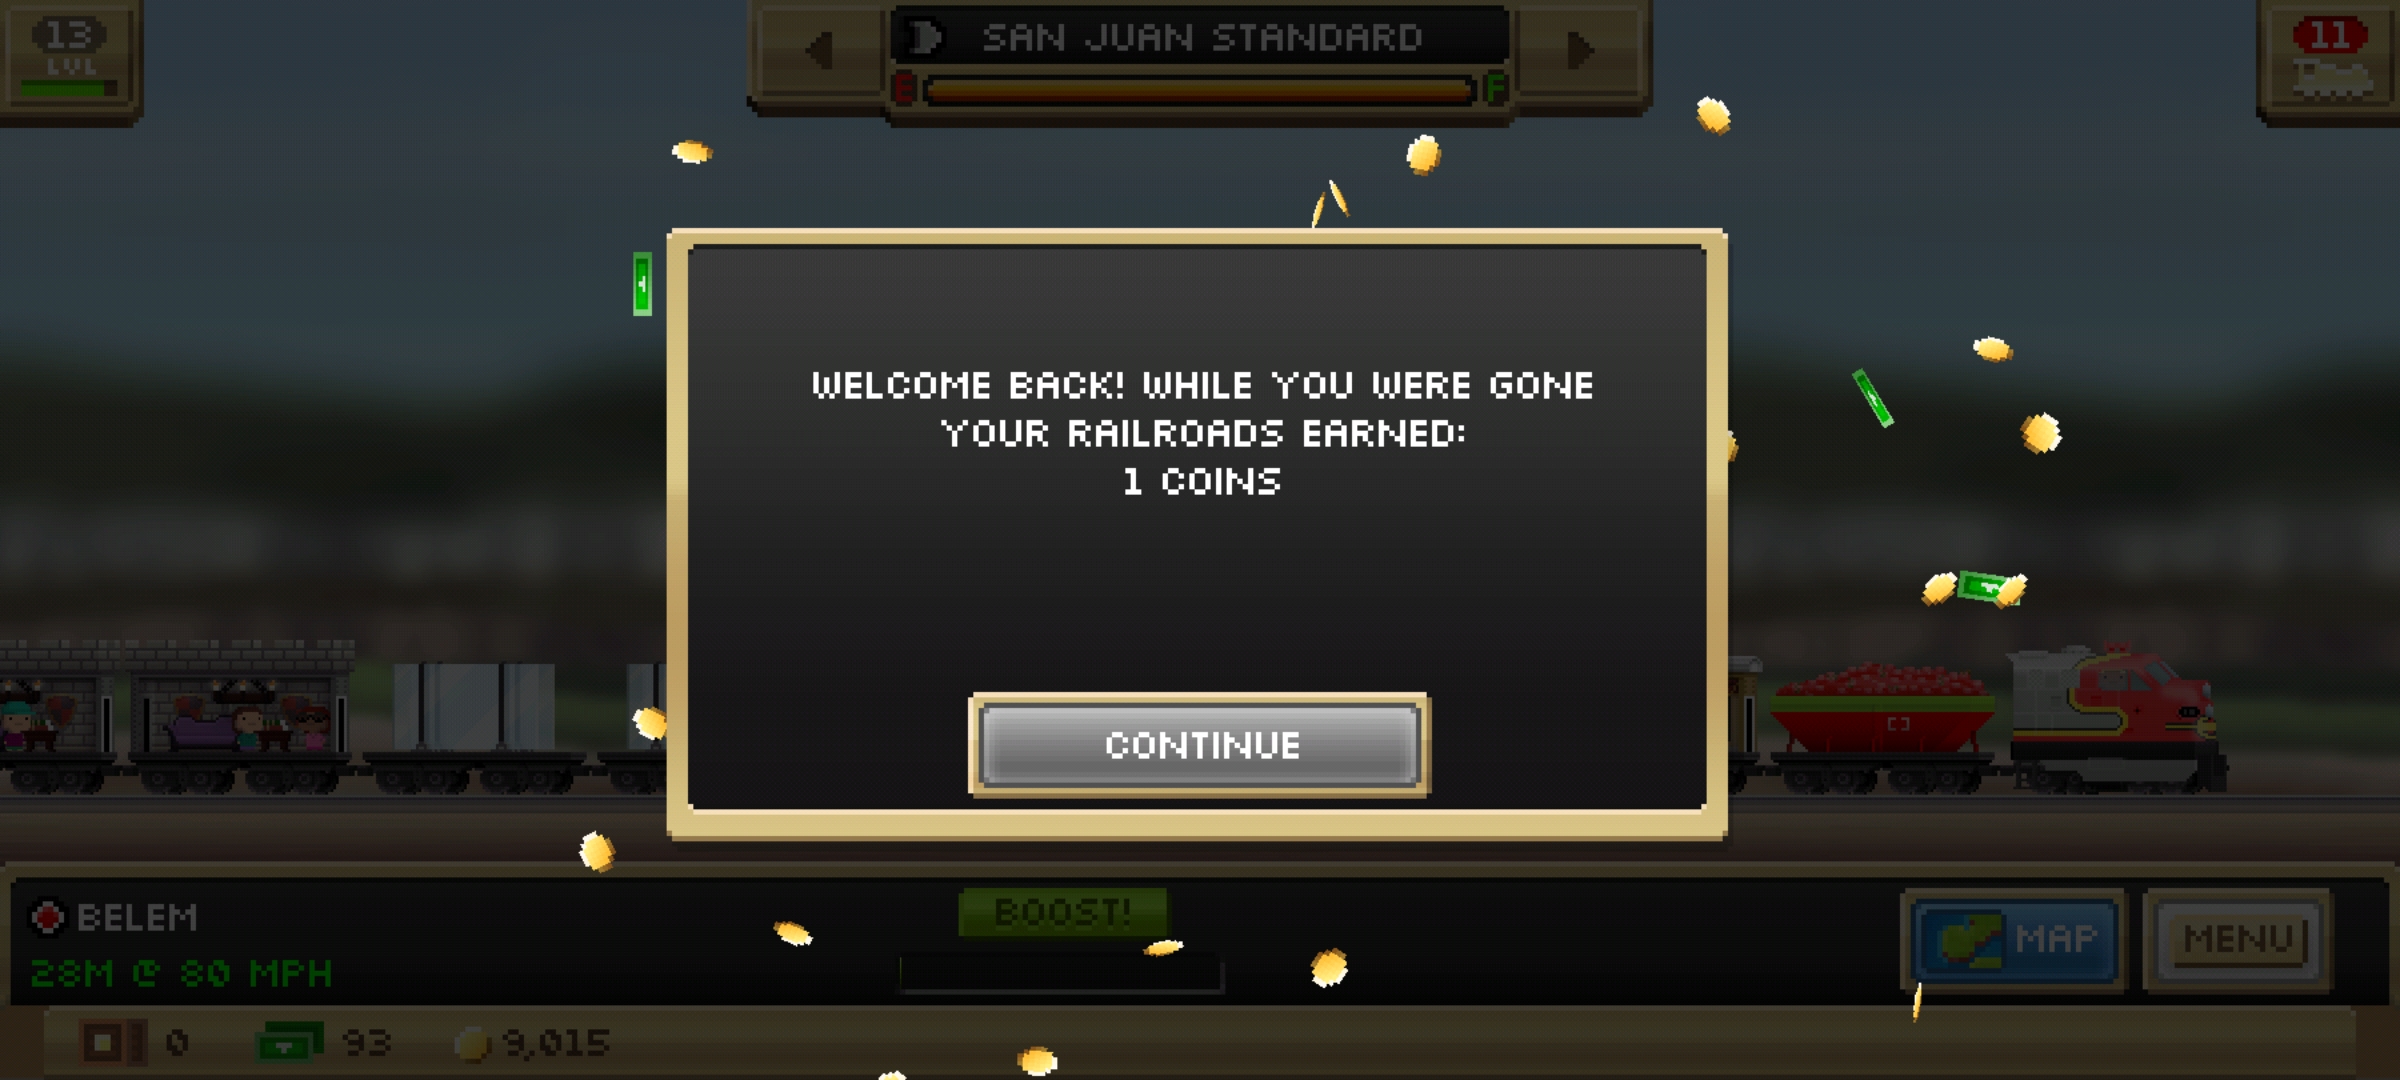 13
LVL
SAN JUAN STANDARD
E F
11
WELCOME BACK! WHILE YOU WERE GONE
YOUR RAILROADS EARNED:
1 COINS
CONTINUE
BELEM
28M @ 80 MPH
BOOST!
MAP
MENU
0
93
9,015